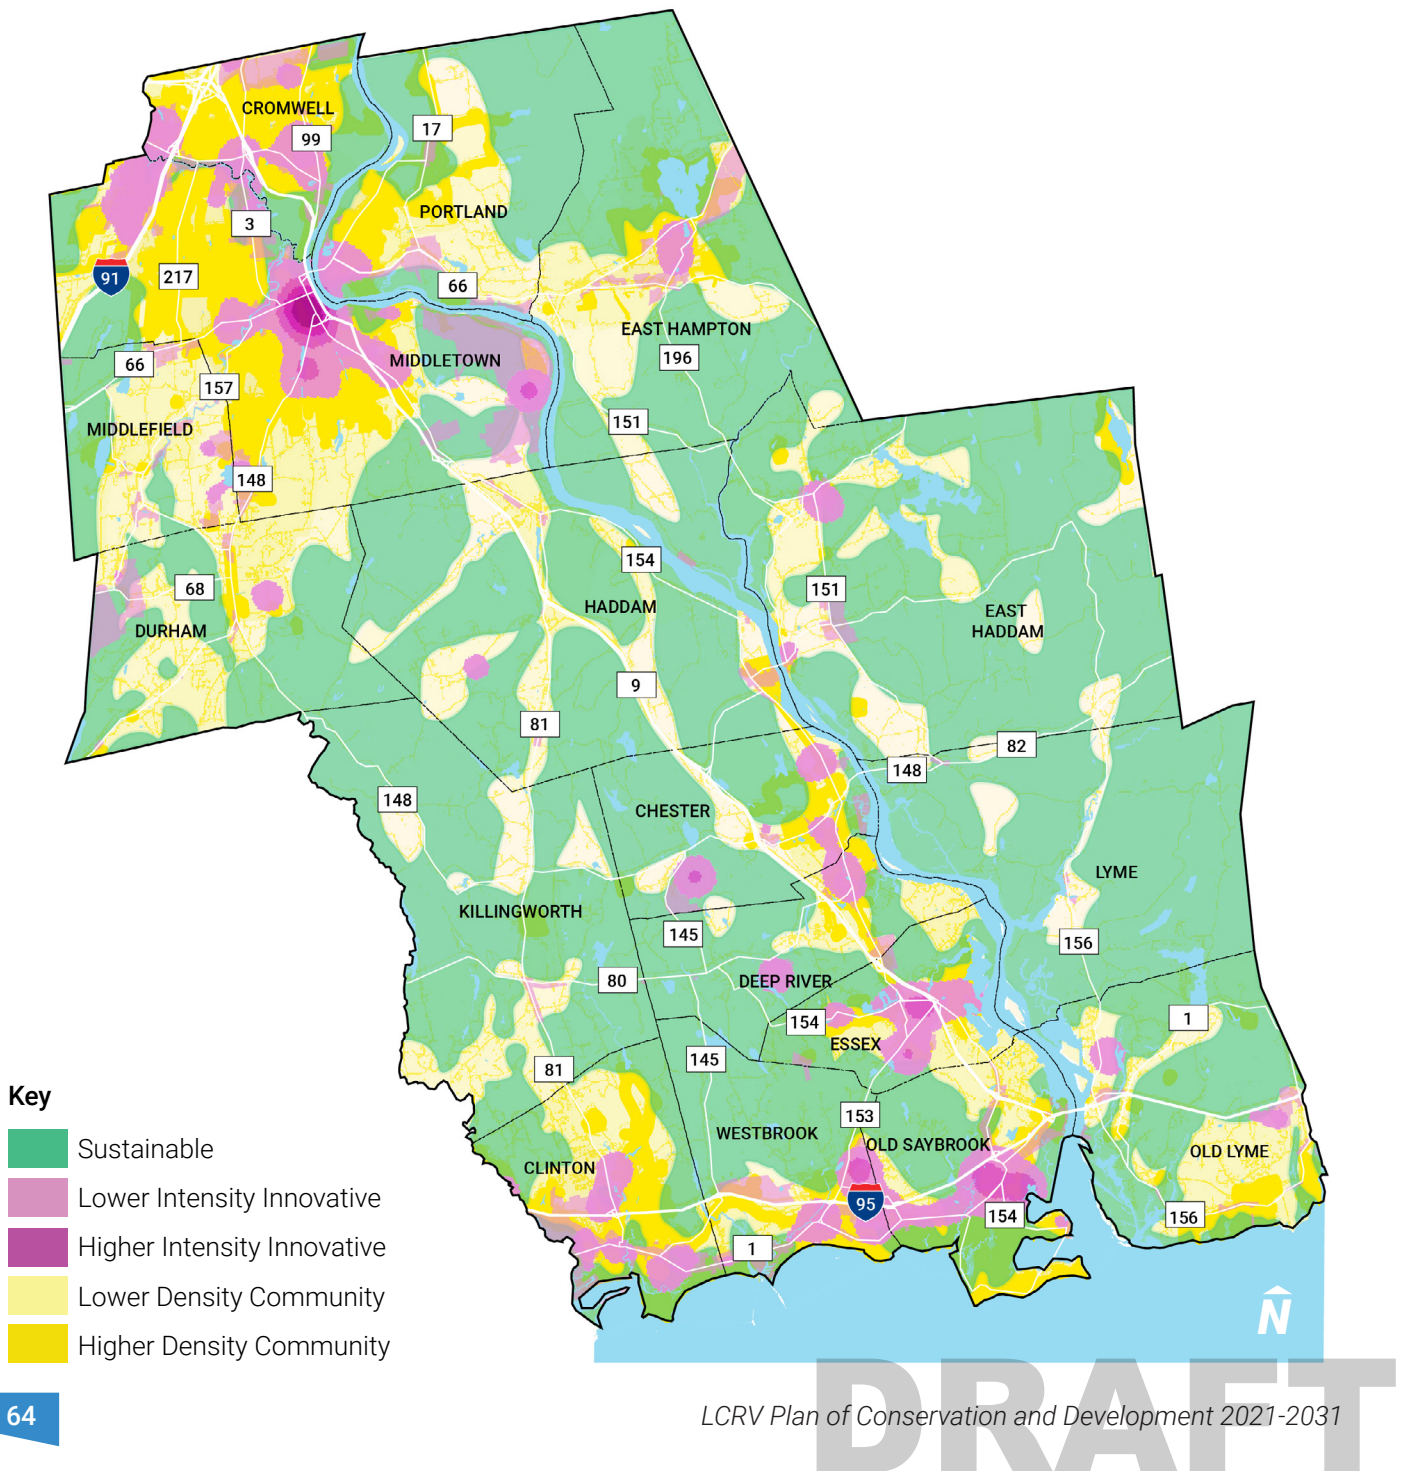 CROMWELL
99
17
PORTLAND
3
91
217
66
EAST HAMPTON
196
MIDDLETOWN
66
157
151
MIDDLEFIELD
148
154
68
151
HADDAM
EAST
HADDAM
DURHAM
9
81
82
148
148
CHESTER
LYME
KILLINGWORTH
145
156
80
DEEP RIVER
154
1
ESSEX
81
145
Key
153
WESTBROOK
OLD SAYBROOK
OLD LYME
Sustainable
CLINTON
Lower Intensity Innovative
95
154
156
Higher Intensity Innovative
1
Lower Density Community
N
Higher Density Community
64
LCRV Plan of Conservation and Development 2021-2031
DRAFT